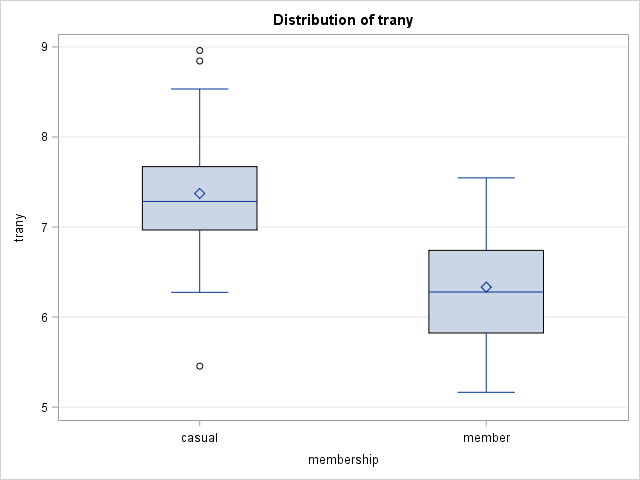 Distribution of trany
9
8
7
6
5
trany
casual
member
membership